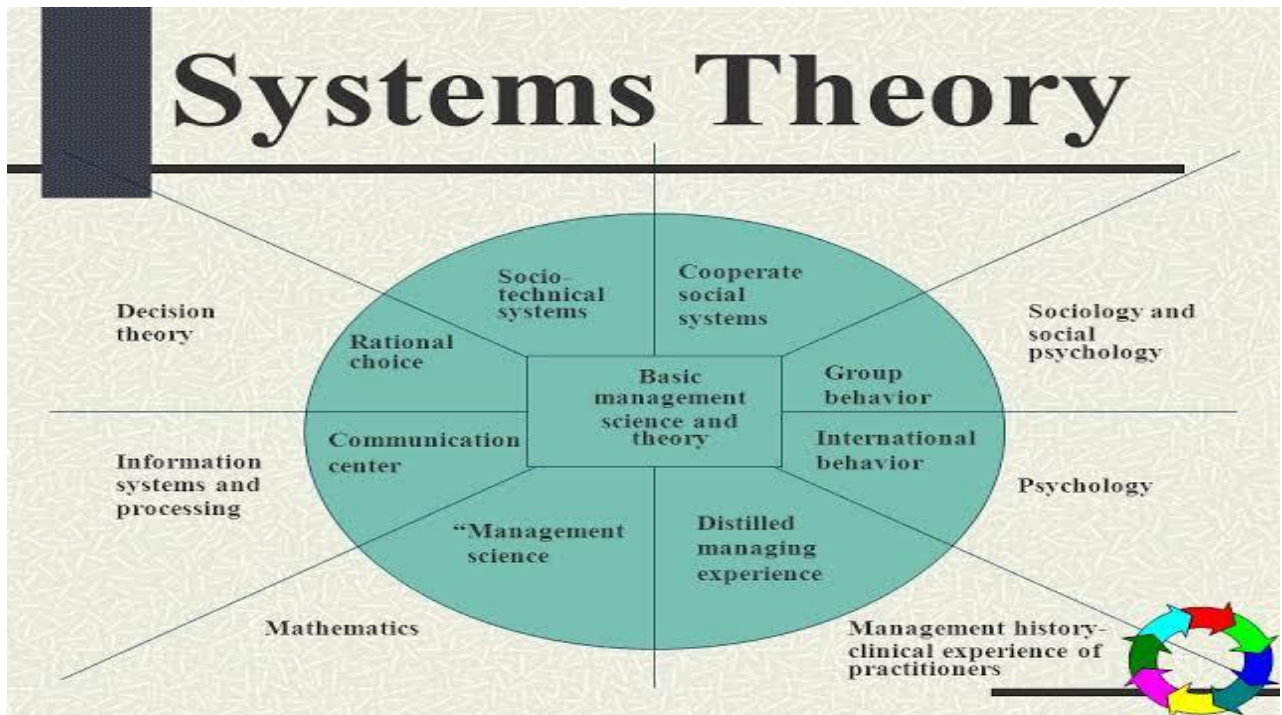 Systems Theory
Socio-
technical
systems
Cooperate
social
systems
Decision
theory
Rational
choice
Sociology and
social
psychology
Group
behavior
Basic
management
science and
theory
Communication
center
International
behavior
Information
systems and
processing
Psychology
“Management
science
Distilled
managing
experience
Mathematics
Management history-
clinical experience of
practitioners